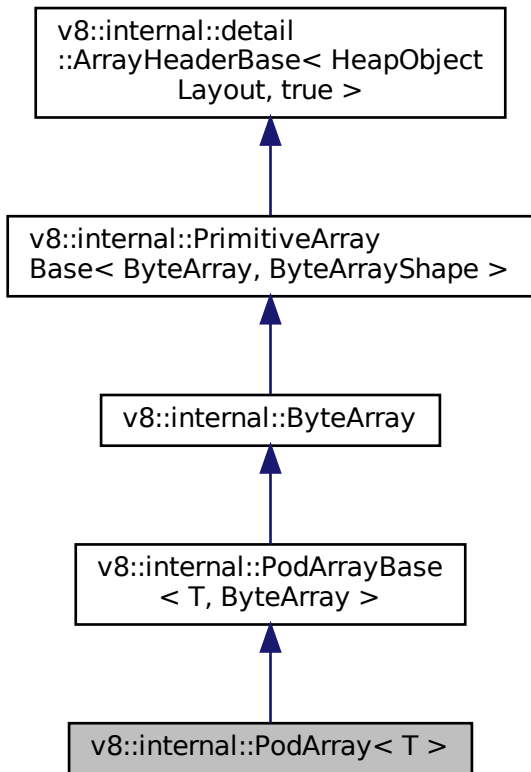 v8::internal::detail
::ArrayHeaderBase< HeapObject
Layout, true >
v8::internal::PrimitiveArray
Base< ByteArray, ByteArrayShape >
v8::internal::ByteArray
v8::internal::PodArrayBase
< T, ByteArray >
v8::internal::PodArray< T >